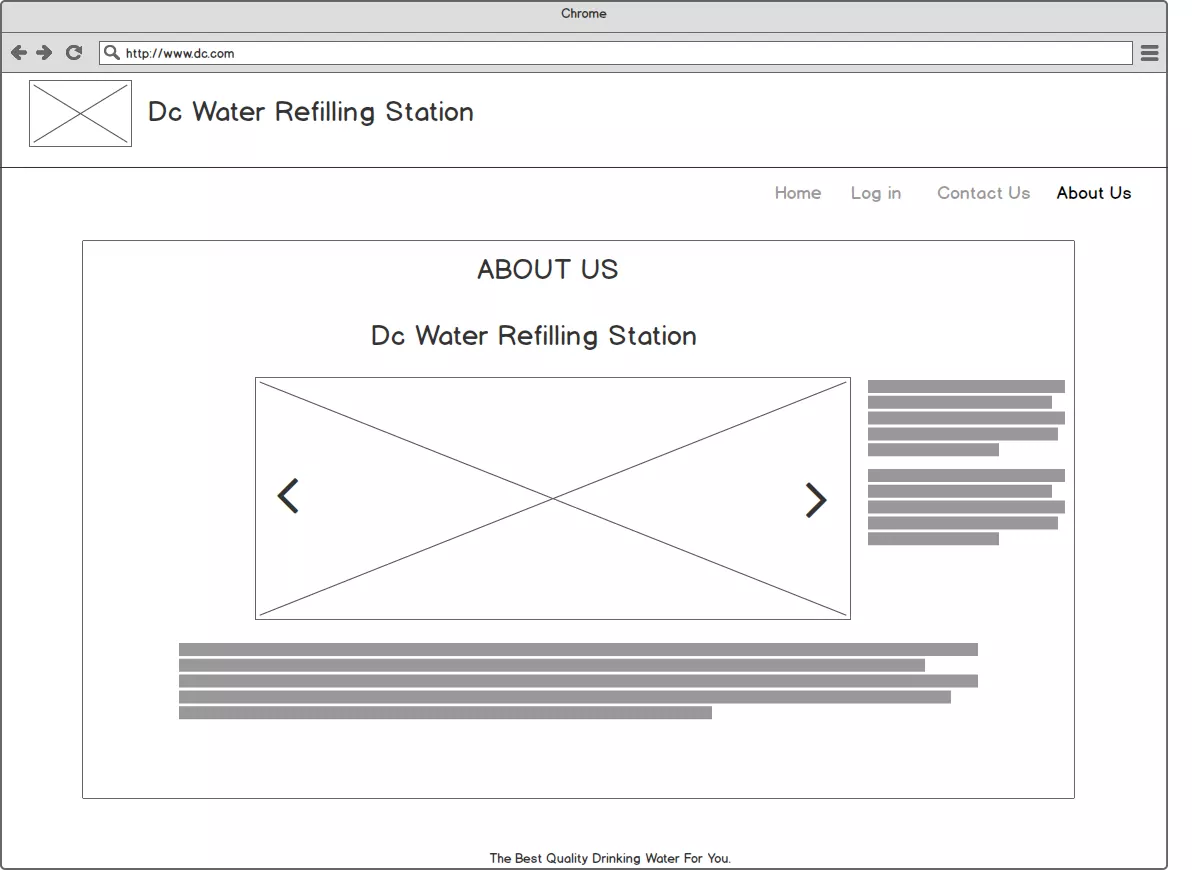 Chrome
http://www.dc.com
Dc Water Refilling Station
Home Log in Contact Us About Us
ABOUT US
Dc Water Refilling Station
The Best Quality Drinking Water For You.